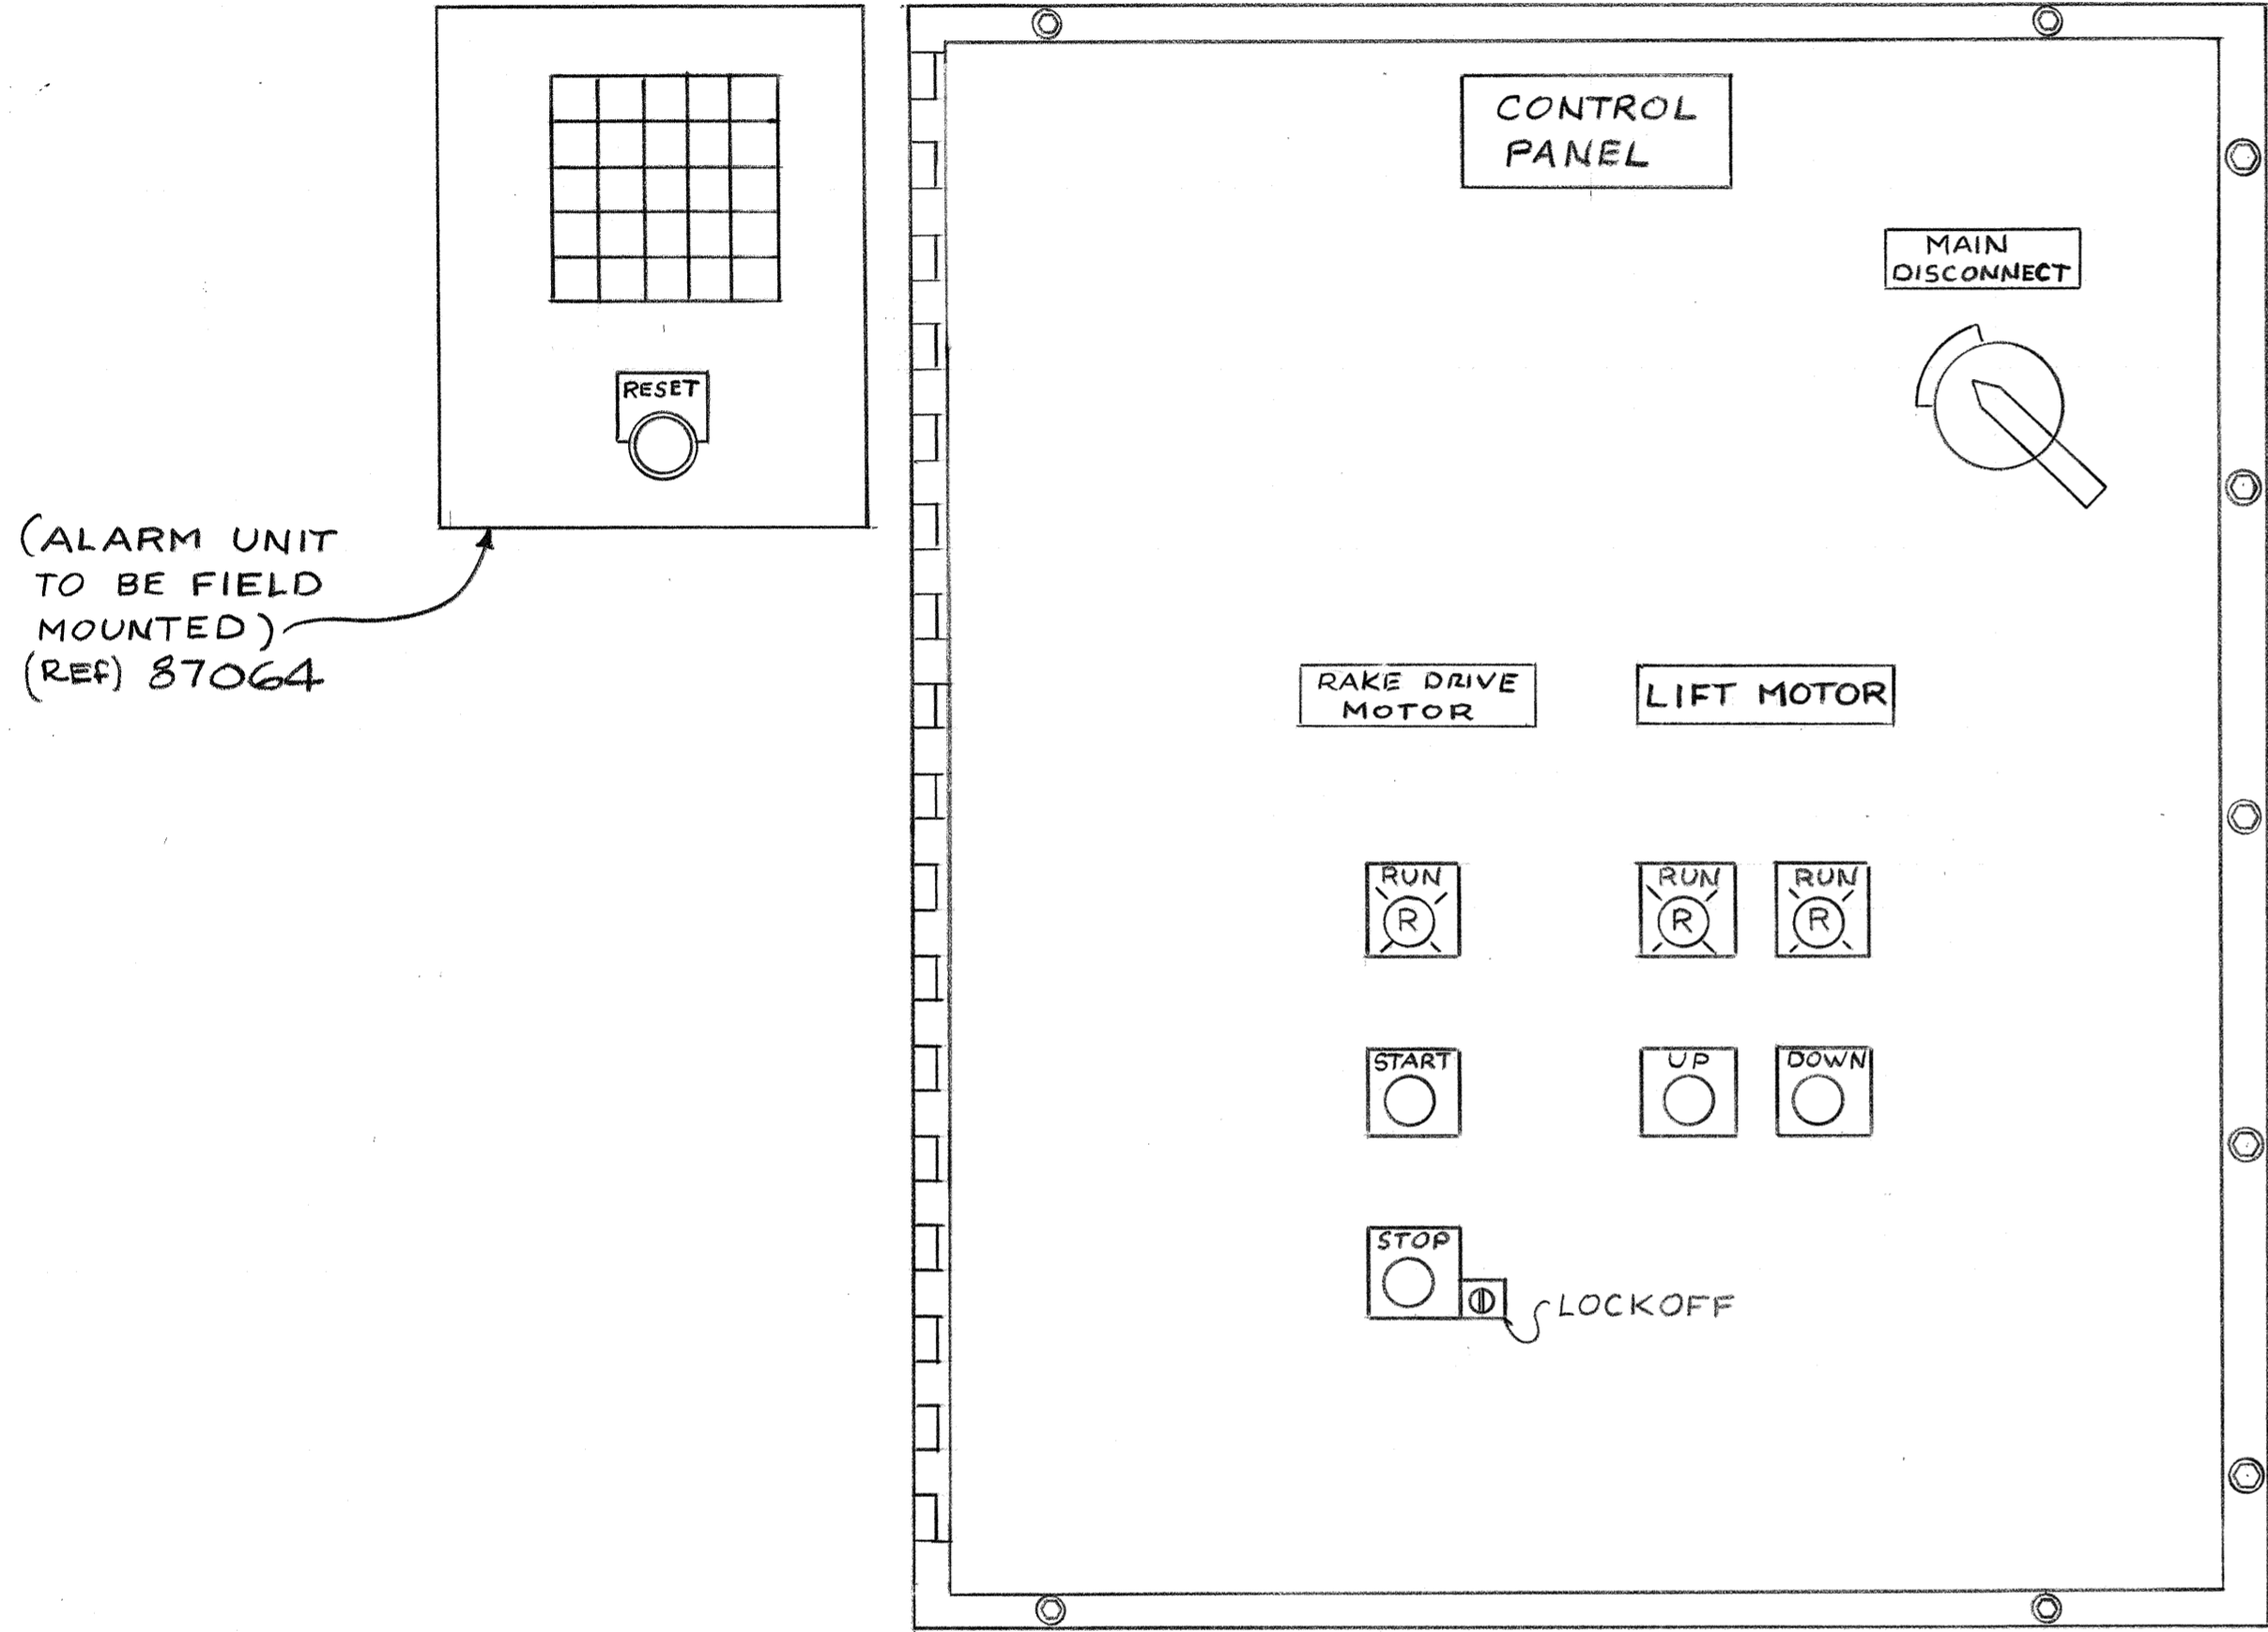 CONTROL
PANEL
MAIN
DISCONNECT
RESET
(ALARM UNIT
TO BE FIELD
MOUNTED)
(REF) 87064
RAKE DRIVE
MOTOR
LIFT MOTOR
RUN
R
RUN
R
RUN
R
START
UP
DOWN
STOP
LOCKOFF